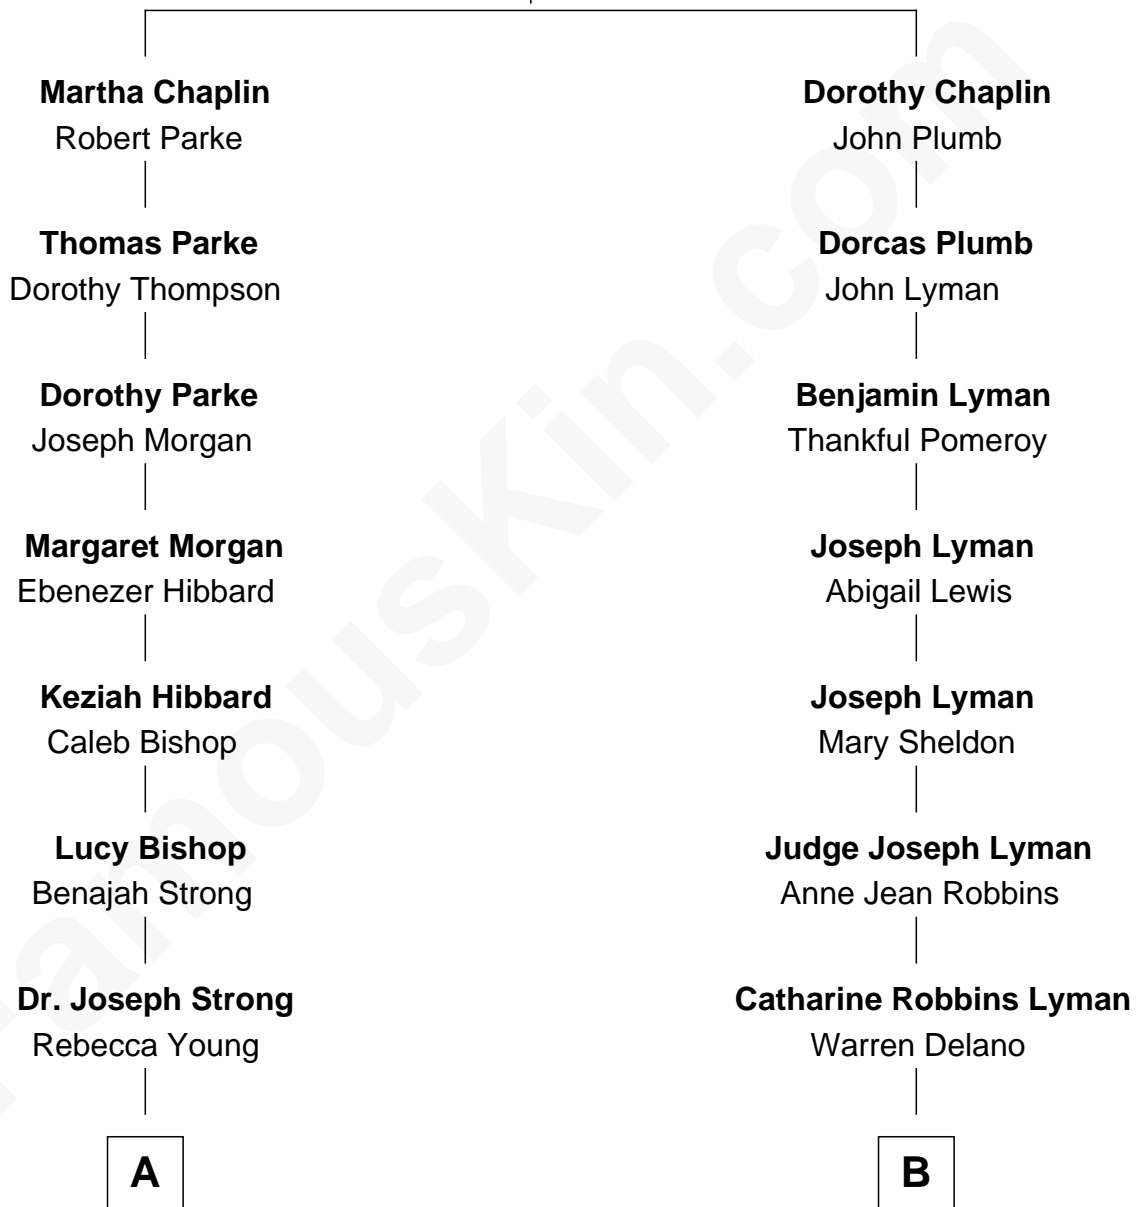 Martha Chaplin
Robert Parke
Thomas Parke
Dorothy Thompson
Dorothy Parke
Joseph Morgan
Margaret Morgan
Ebenezer Hibbard
Keziah Hibbard
Caleb Bishop
Lucy Bishop
Benajah Strong
Dr. Joseph Strong
Rebecca Young
A
Dorothy Chaplin
John Plumb
Dorcas Plumb
John Lyman
Benjamin Lyman
Thankful Pomeroy
Joseph Lyman
Abigail Lewis
Joseph Lyman
Mary Sheldon
Judge Joseph Lyman
Anne Jean Robbins
Catharine Robbins Lyman
Warren Delano
B
FamousKin.com